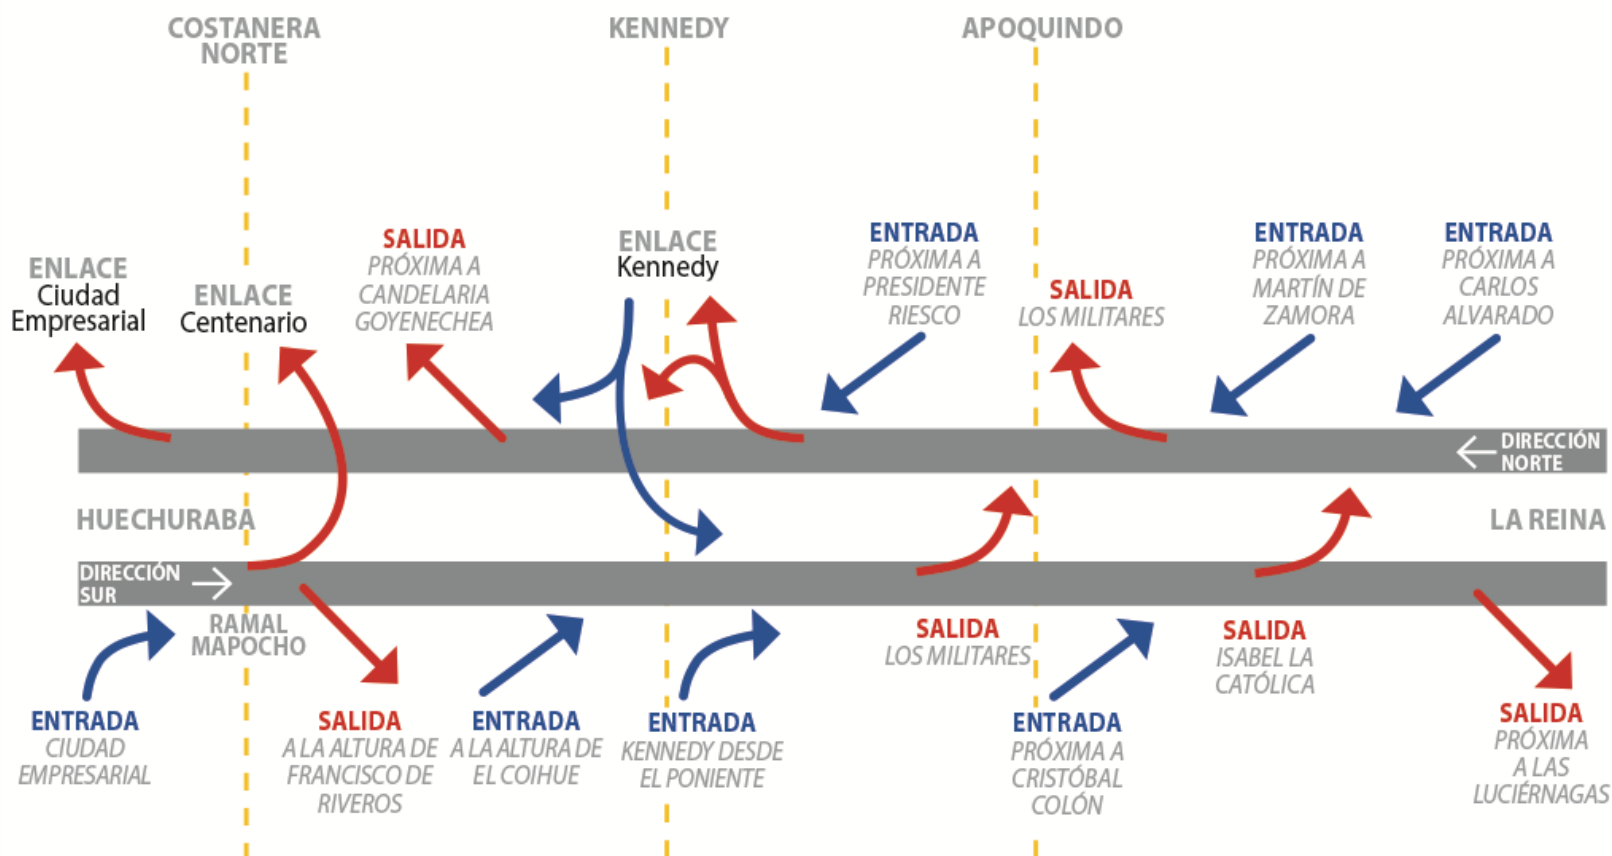 COSTANERA
NORTE
KENNEDY
APOQUINDO
ENLACE
Ciudad
Empresarial
ENLACE
Centenario
SALIDA
PRÓXIMA A
CANDELARIA
GOYENECHEA
ENLACE
Kennedy
ENTRADA
PRÓXIMA A
PRESIDENTE
RIESCO
SALIDA
LOS MILITARES
ENTRADA
PRÓXIMA A
MARTÍN DE
ZAMORA
ENTRADA
PRÓXIMA A
CARLOS
ALVARADO
DIRECCIÓN
NORTE
HUECHURABA
LA REINA
DIRECCIÓN
SUR
RAMAL
MAPOCHO
ENTRADA
CIUDAD
EMPRESARIAL
SALIDA
A LA ALTURA DE
FRANCISCO DE
RIVEROS
ENTRADA
A LA ALTURA DE
EL COIHUE
ENTRADA
KENNEDY DESDE
EL PONIENTE
SALIDA
LOS MILITARES
ENTRADA
PRÓXIMA A
CRISTÓBAL
COLÓN
SALIDA
ISABEL LA
CATÓLICA
SALIDA
PRÓXIMA
A LAS
LUCIÉRNAGAS